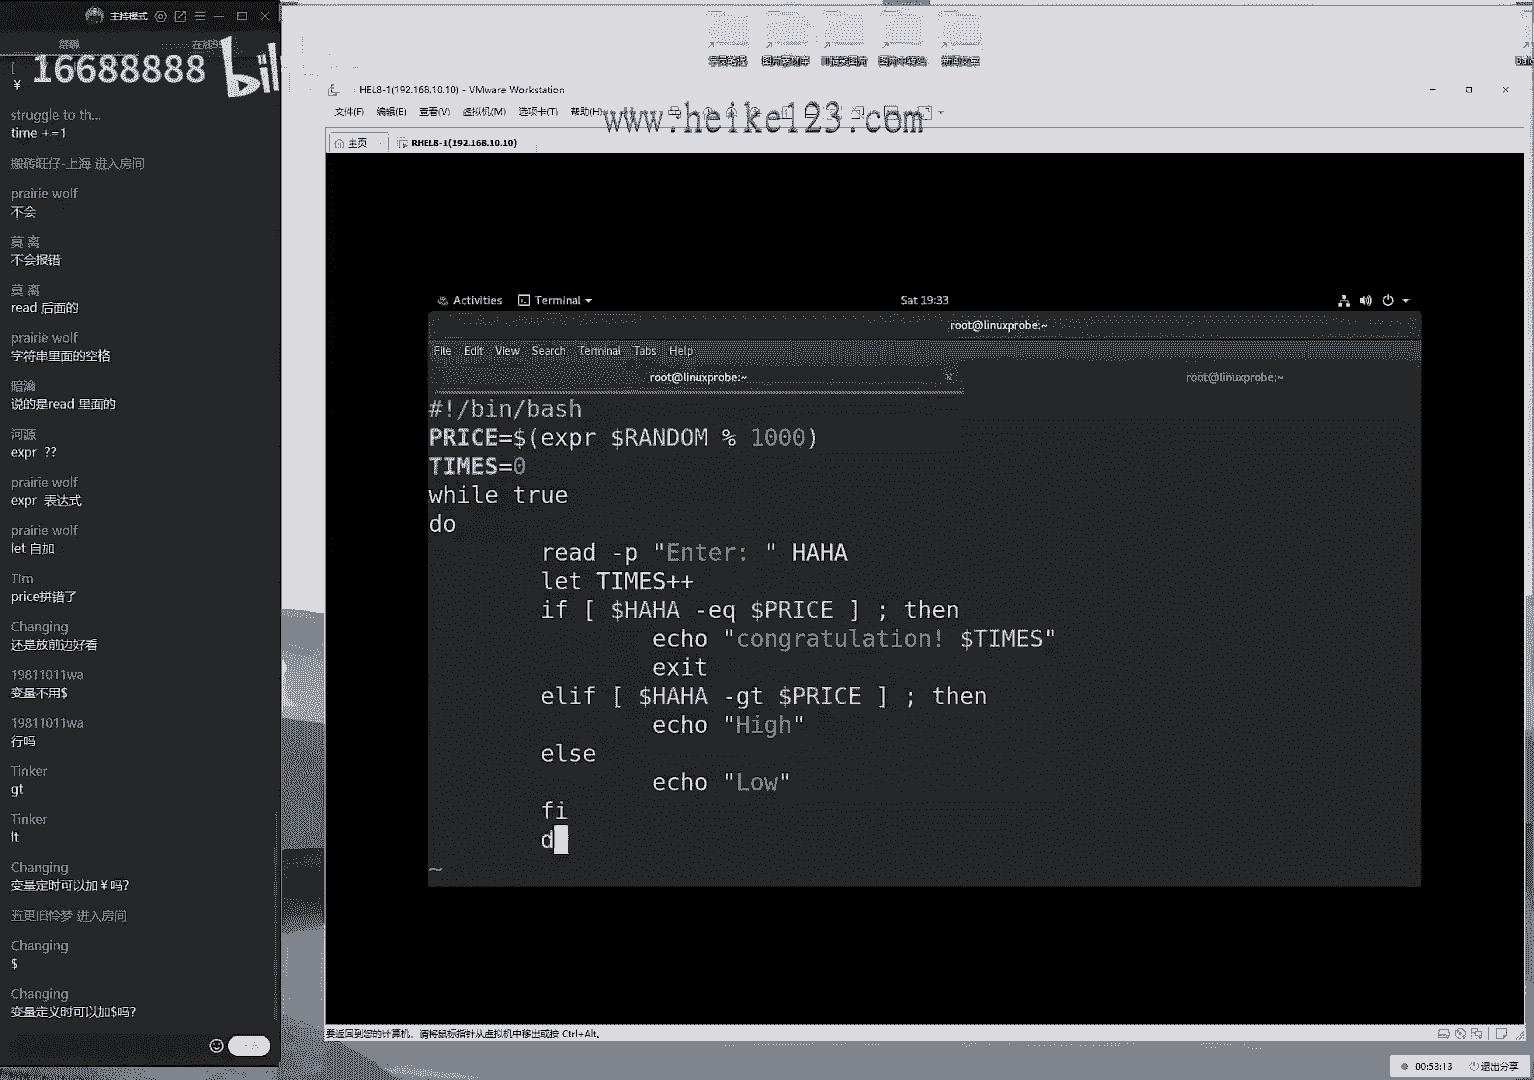 主持模式
16688888 bili
¥
struggle to th...
time +=1
搬砖旺仔-上海 进入房间
prairie wolf
不会
莫 离
不会报错
莫 离
read 后面的
prairie wolf
字符串里面的空格
说的是read 里面的
河源
expr ??
prairie wolf
expr 表达式
prairie wolf
let 自加
Tim
price拼错了
Changing
还是放前边好看
19811011wa
变量不用$
19811011wa
行吗
Tinker
gt
Tinker
lt
Changing
变量定时可以加￥吗?
五更旧怜梦 进入房间
Changing
$
Changing
变量定义时可以加$吗?
HEL8-1(192.168.10.10) - VMware Workstation
文件(F) 编辑(E) 查看(V) 虚拟机(M) 选项卡(T) 帮助(H)
www.heike123.com
主页 RHEL8-1(192.168.10.10)
Activities Terminal Sat 19:33
root@linuxprobe:~
File Edit View Search Terminal Tabs Help
root@linuxprobe:~ root@linuxprobe:~
#!/bin/bash
PRICE=$(expr $RANDOM % 1000)
TIMES=0
while true
do
read -p "Enter: " HAHA
let TIMES++
if [ $HAHA -eq $PRICE ] ; then
echo "congratulation! $TIMES"
exit
elif [ $HAHA -gt $PRICE ] ; then
echo "High"
else
echo "Low"
fi
d
~
要返回到您的计算机，请将鼠标指针从虚拟机中移出或按 Ctrl+Alt。
00:53:13 退出分享